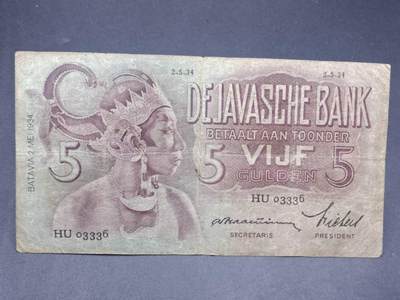 2.5.34
2.5.34
DE JAVASCHE BANK
BETAALT AAN TOONDER
5
5 VIJF 5
GULDEN
BATAVIA 2 MEI 1934
HU 03336
HU 03336
SECRETARIS
PRESIDENT